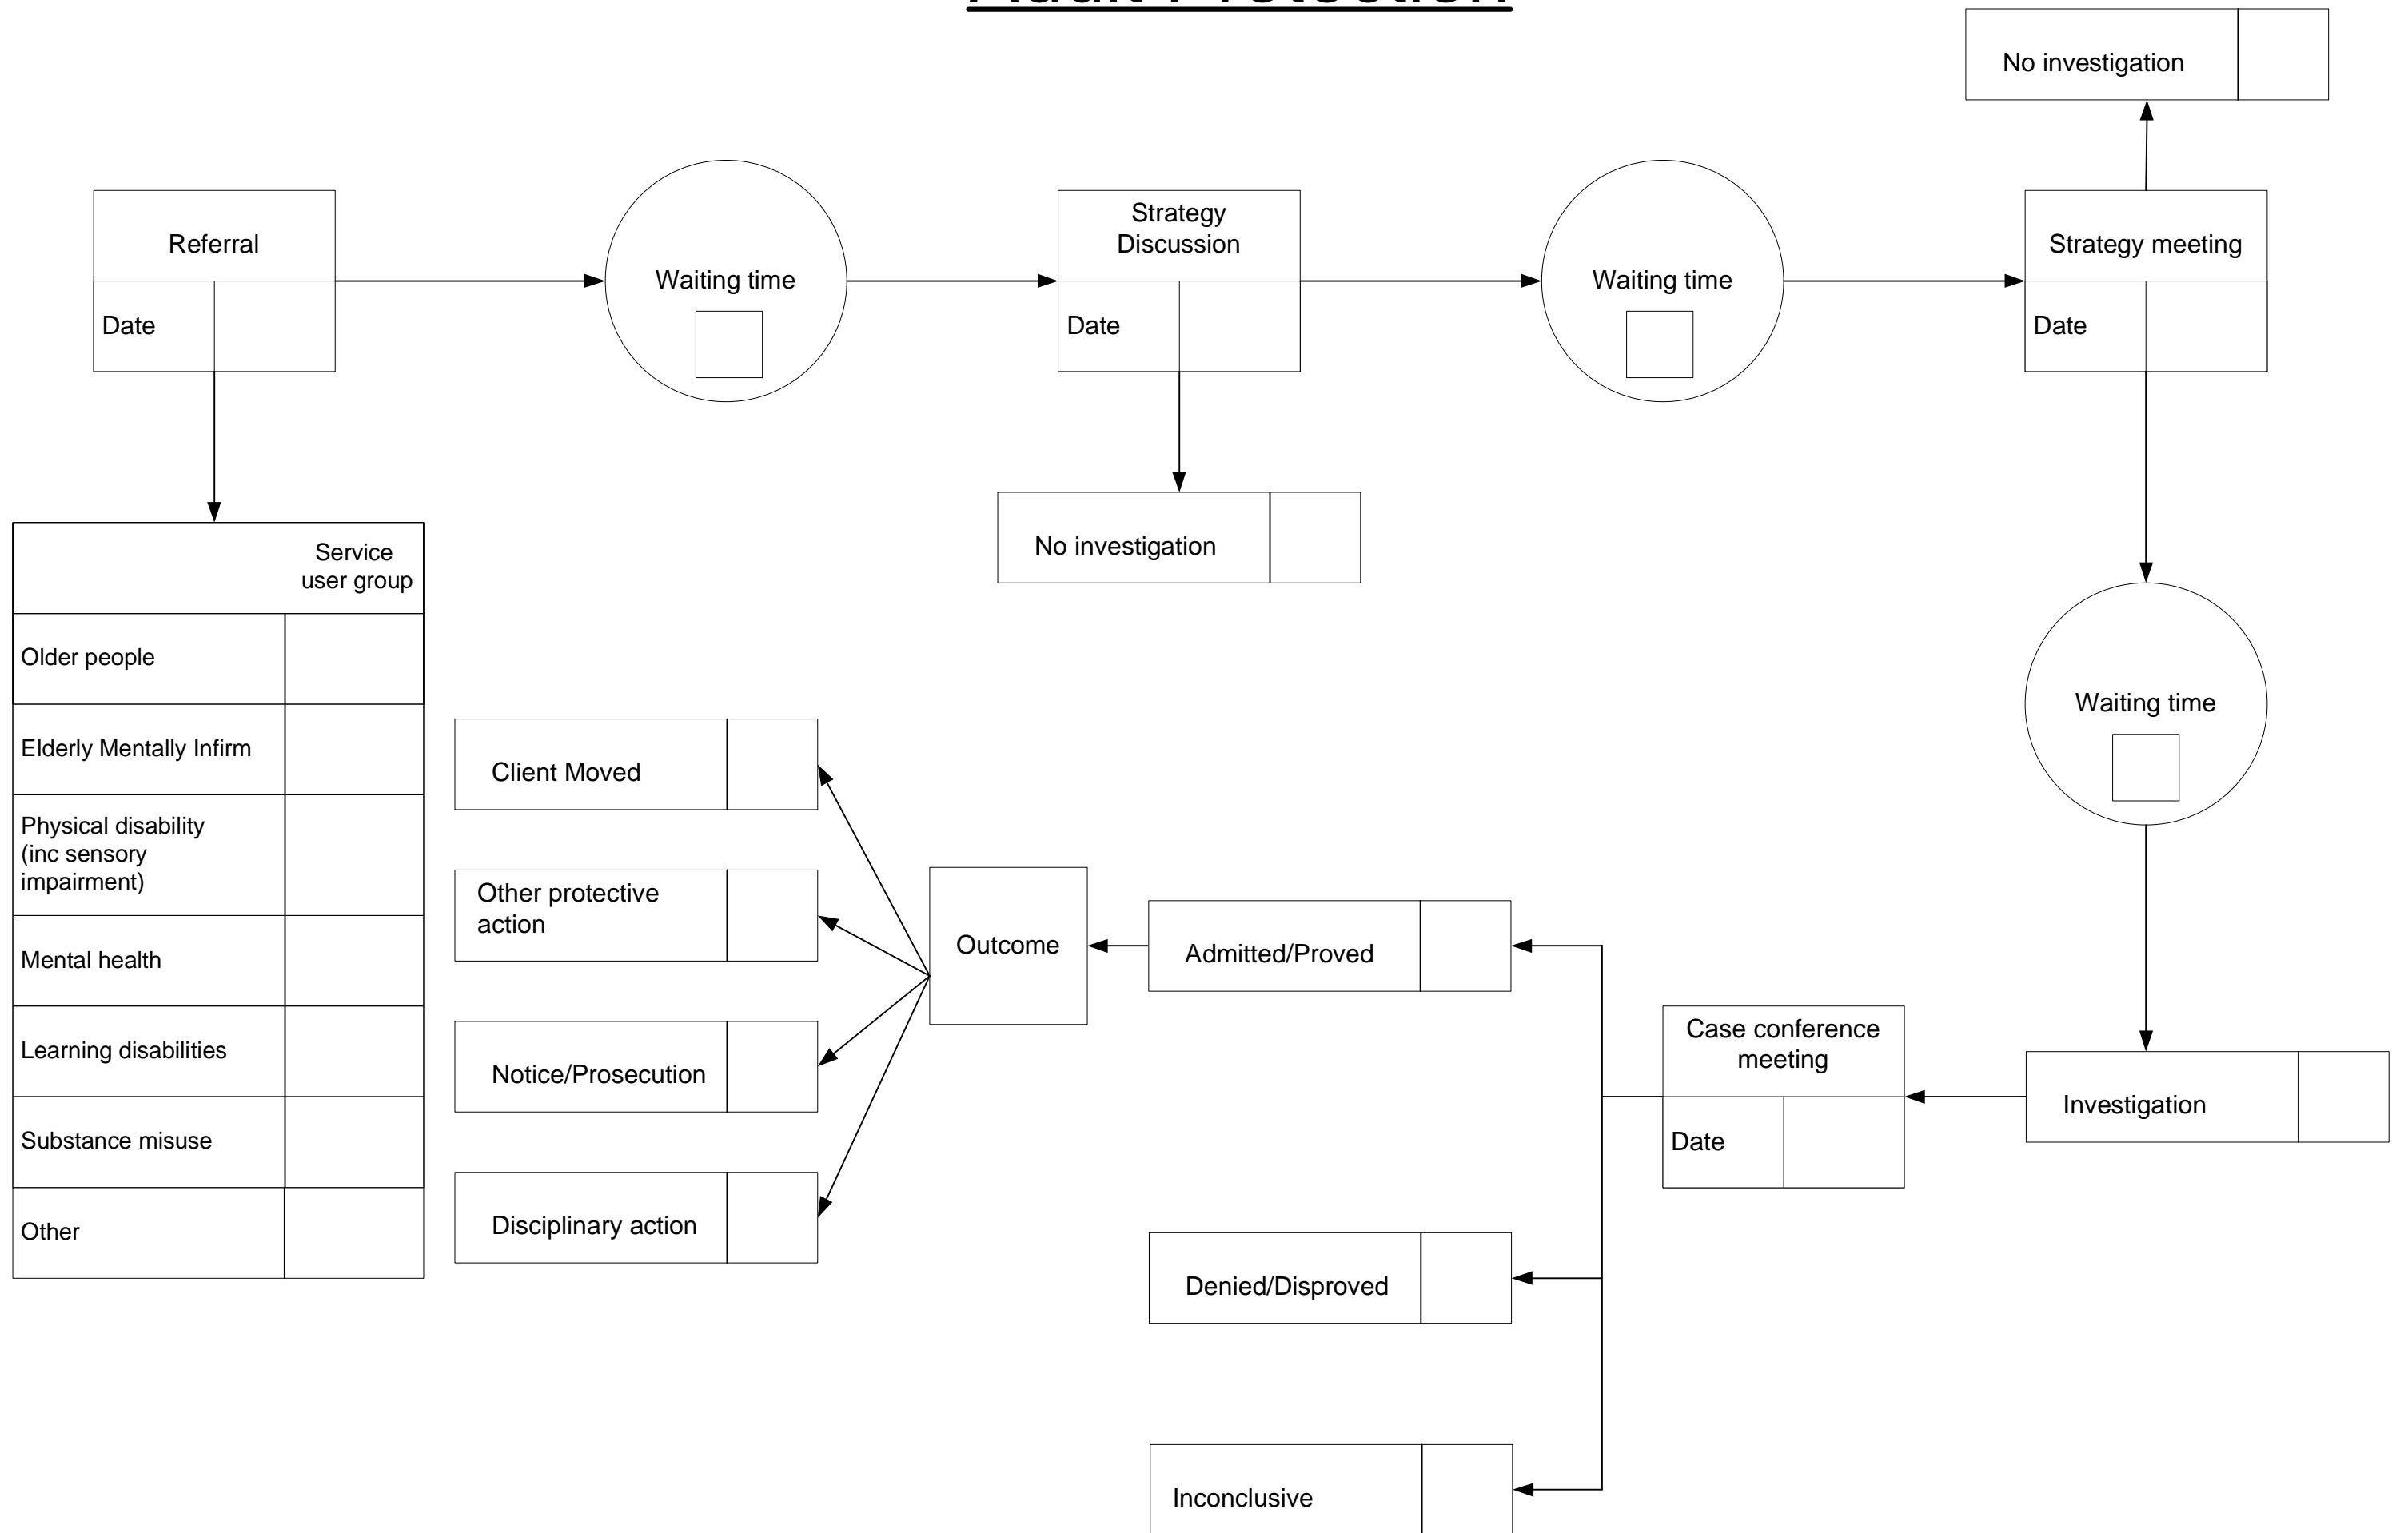 Adult Protection
No investigation
Referral
Date
Waiting time
Strategy
Discussion
Date
Waiting time
Strategy meeting
Date
No investigation
Service
user group
Older people
Elderly Mentally Infirm
Physical disability
(inc sensory
impairment)
Mental health
Learning disabilities
Substance misuse
Other
Waiting time
Client Moved
Other protective
action
Notice/Prosecution
Disciplinary action
Outcome
Admitted/Proved
Case conference
meeting
Date
Investigation
Denied/Disproved
Inconclusive